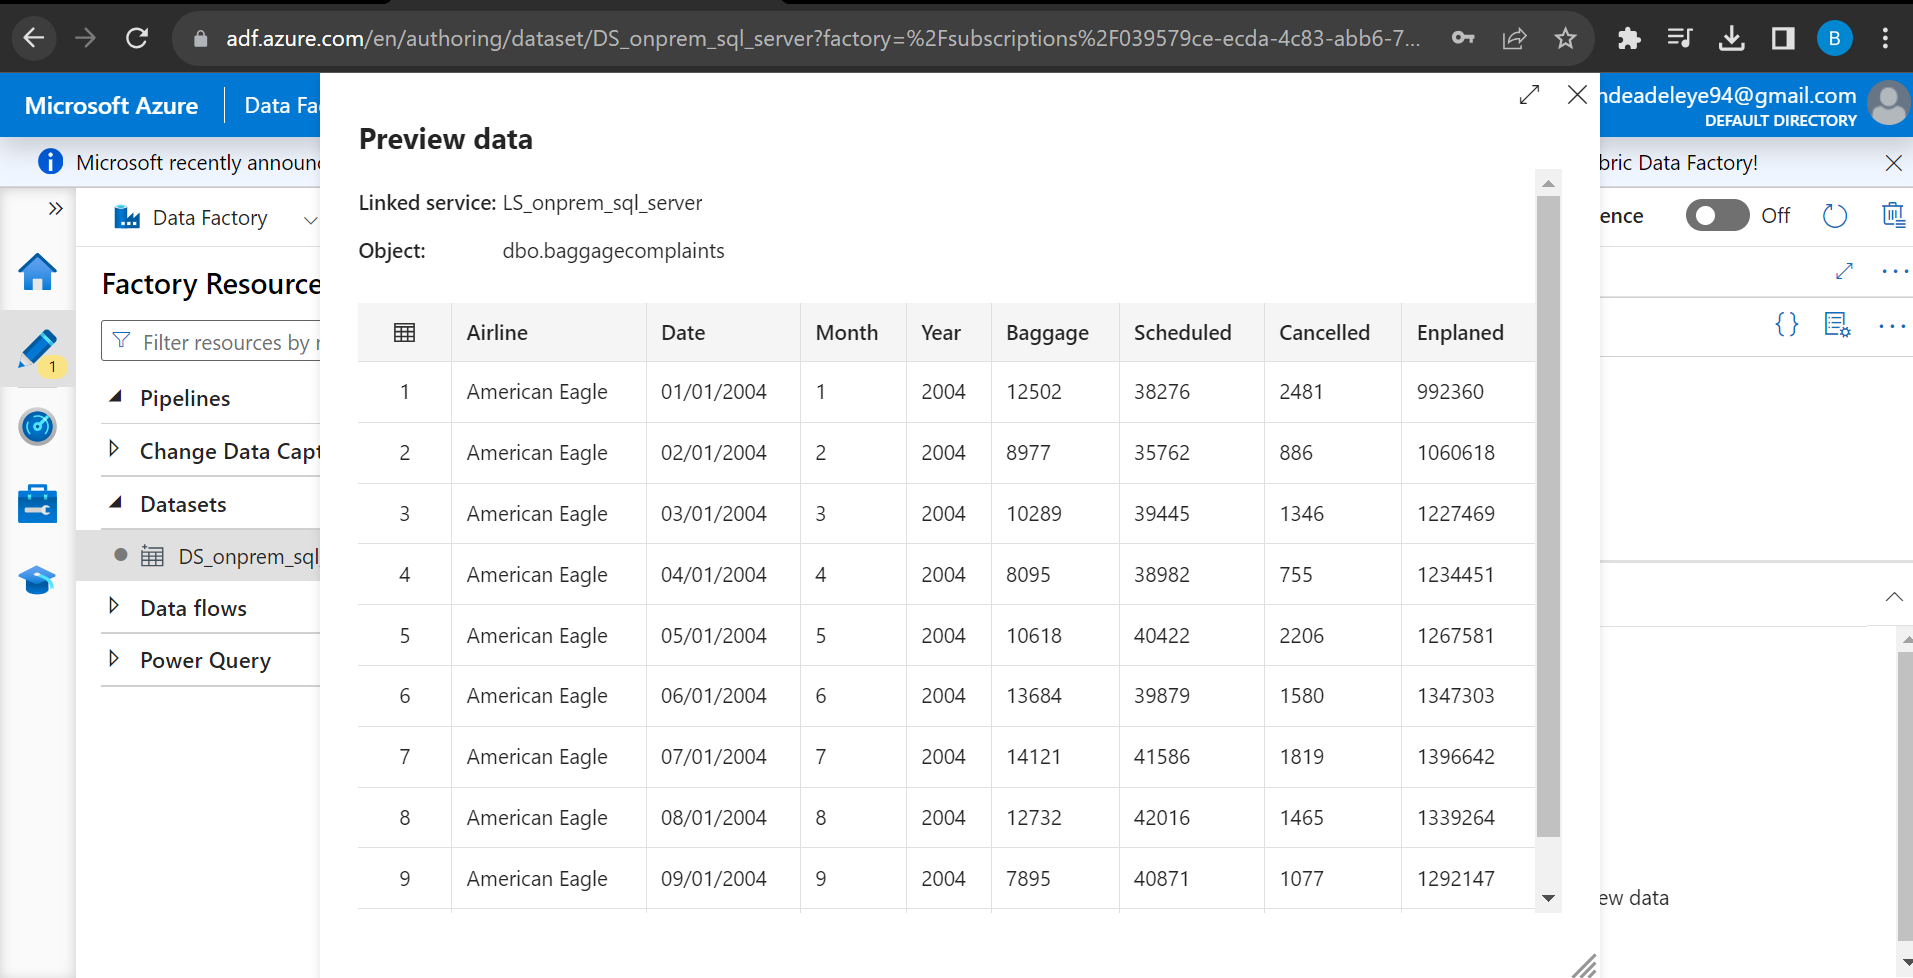 adf.azure.com/en/authoring/dataset/DS_onprem_sql_server?factory=%2Fsubscriptions%2F039579ce-ecda-4c83-abb6-7...
B
Microsoft Azure
Data Fa
ndeadeleye94@gmail.com
DEFAULT DIRECTORY
Microsoft recently announ
bric Data Factory!
Data Factory
ence
Off
Factory Resource
Filter resources by
1
Pipelines
Change Data Capt
Datasets
DS_onprem_sql
Data flows
Power Query
Preview data
Linked service: LS_onprem_sql_server
Object: dbo.baggagecomplaints
Airline Date Month Year Baggage Scheduled Cancelled Enplaned
1 American Eagle 01/01/2004 1 2004 12502 38276 2481 992360
2 American Eagle 02/01/2004 2 2004 8977 35762 886 1060618
3 American Eagle 03/01/2004 3 2004 10289 39445 1346 1227469
4 American Eagle 04/01/2004 4 2004 8095 38982 755 1234451
5 American Eagle 05/01/2004 5 2004 10618 40422 2206 1267581
6 American Eagle 06/01/2004 6 2004 13684 39879 1580 1347303
7 American Eagle 07/01/2004 7 2004 14121 41586 1819 1396642
8 American Eagle 08/01/2004 8 2004 12732 42016 1465 1339264
9 American Eagle 09/01/2004 9 2004 7895 40871 1077 1292147
ew data